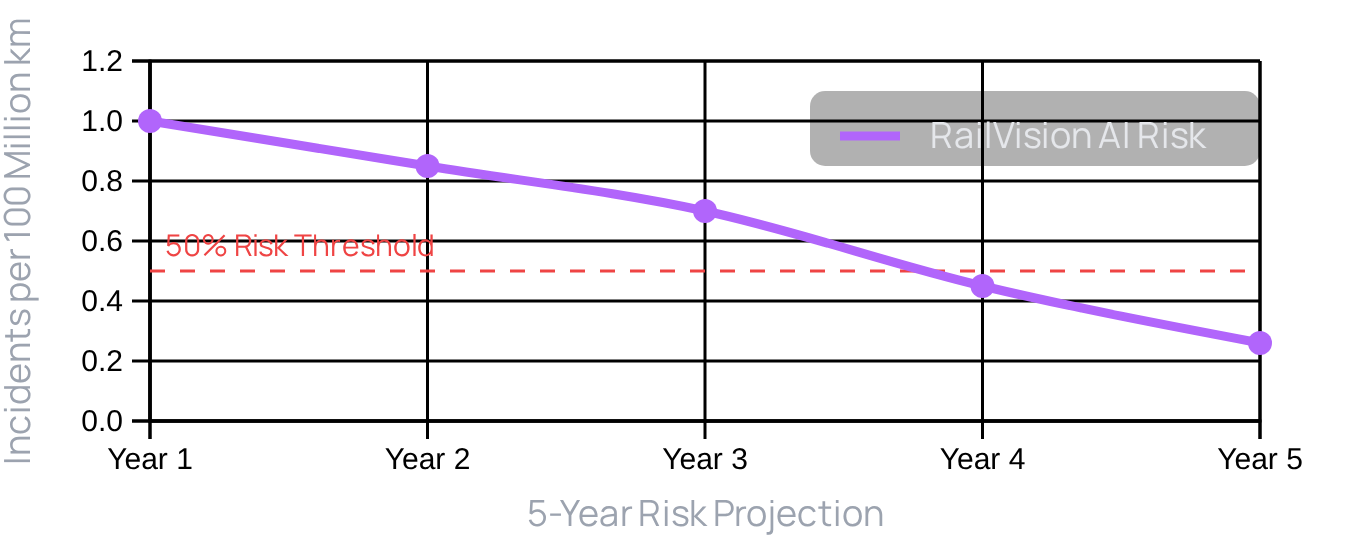 Incidents per 100 Million km
1.2
1.0
0.8
0.6
0.4
0.2
0.0
RailVision AI Risk
50% Risk Threshold
Year 1
Year 2
Year 3
Year 4
Year 5
5-Year Risk Projection